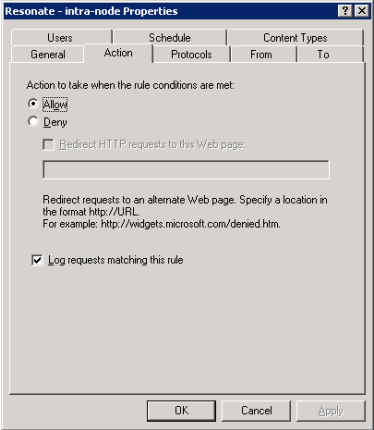 Resonate - intra-node Properties
Users Schedule Content Types
General Action Protocols From To
Action to take when the rule conditions are met:
Allow
Deny
Redirect HTTP requests to this Web page:
Redirect requests to an alternate Web page. Specify a location in
the format http://URL.
For example: http://widgets.microsoft.com/denied.htm.
Log requests matching this rule
OK Cancel Apply